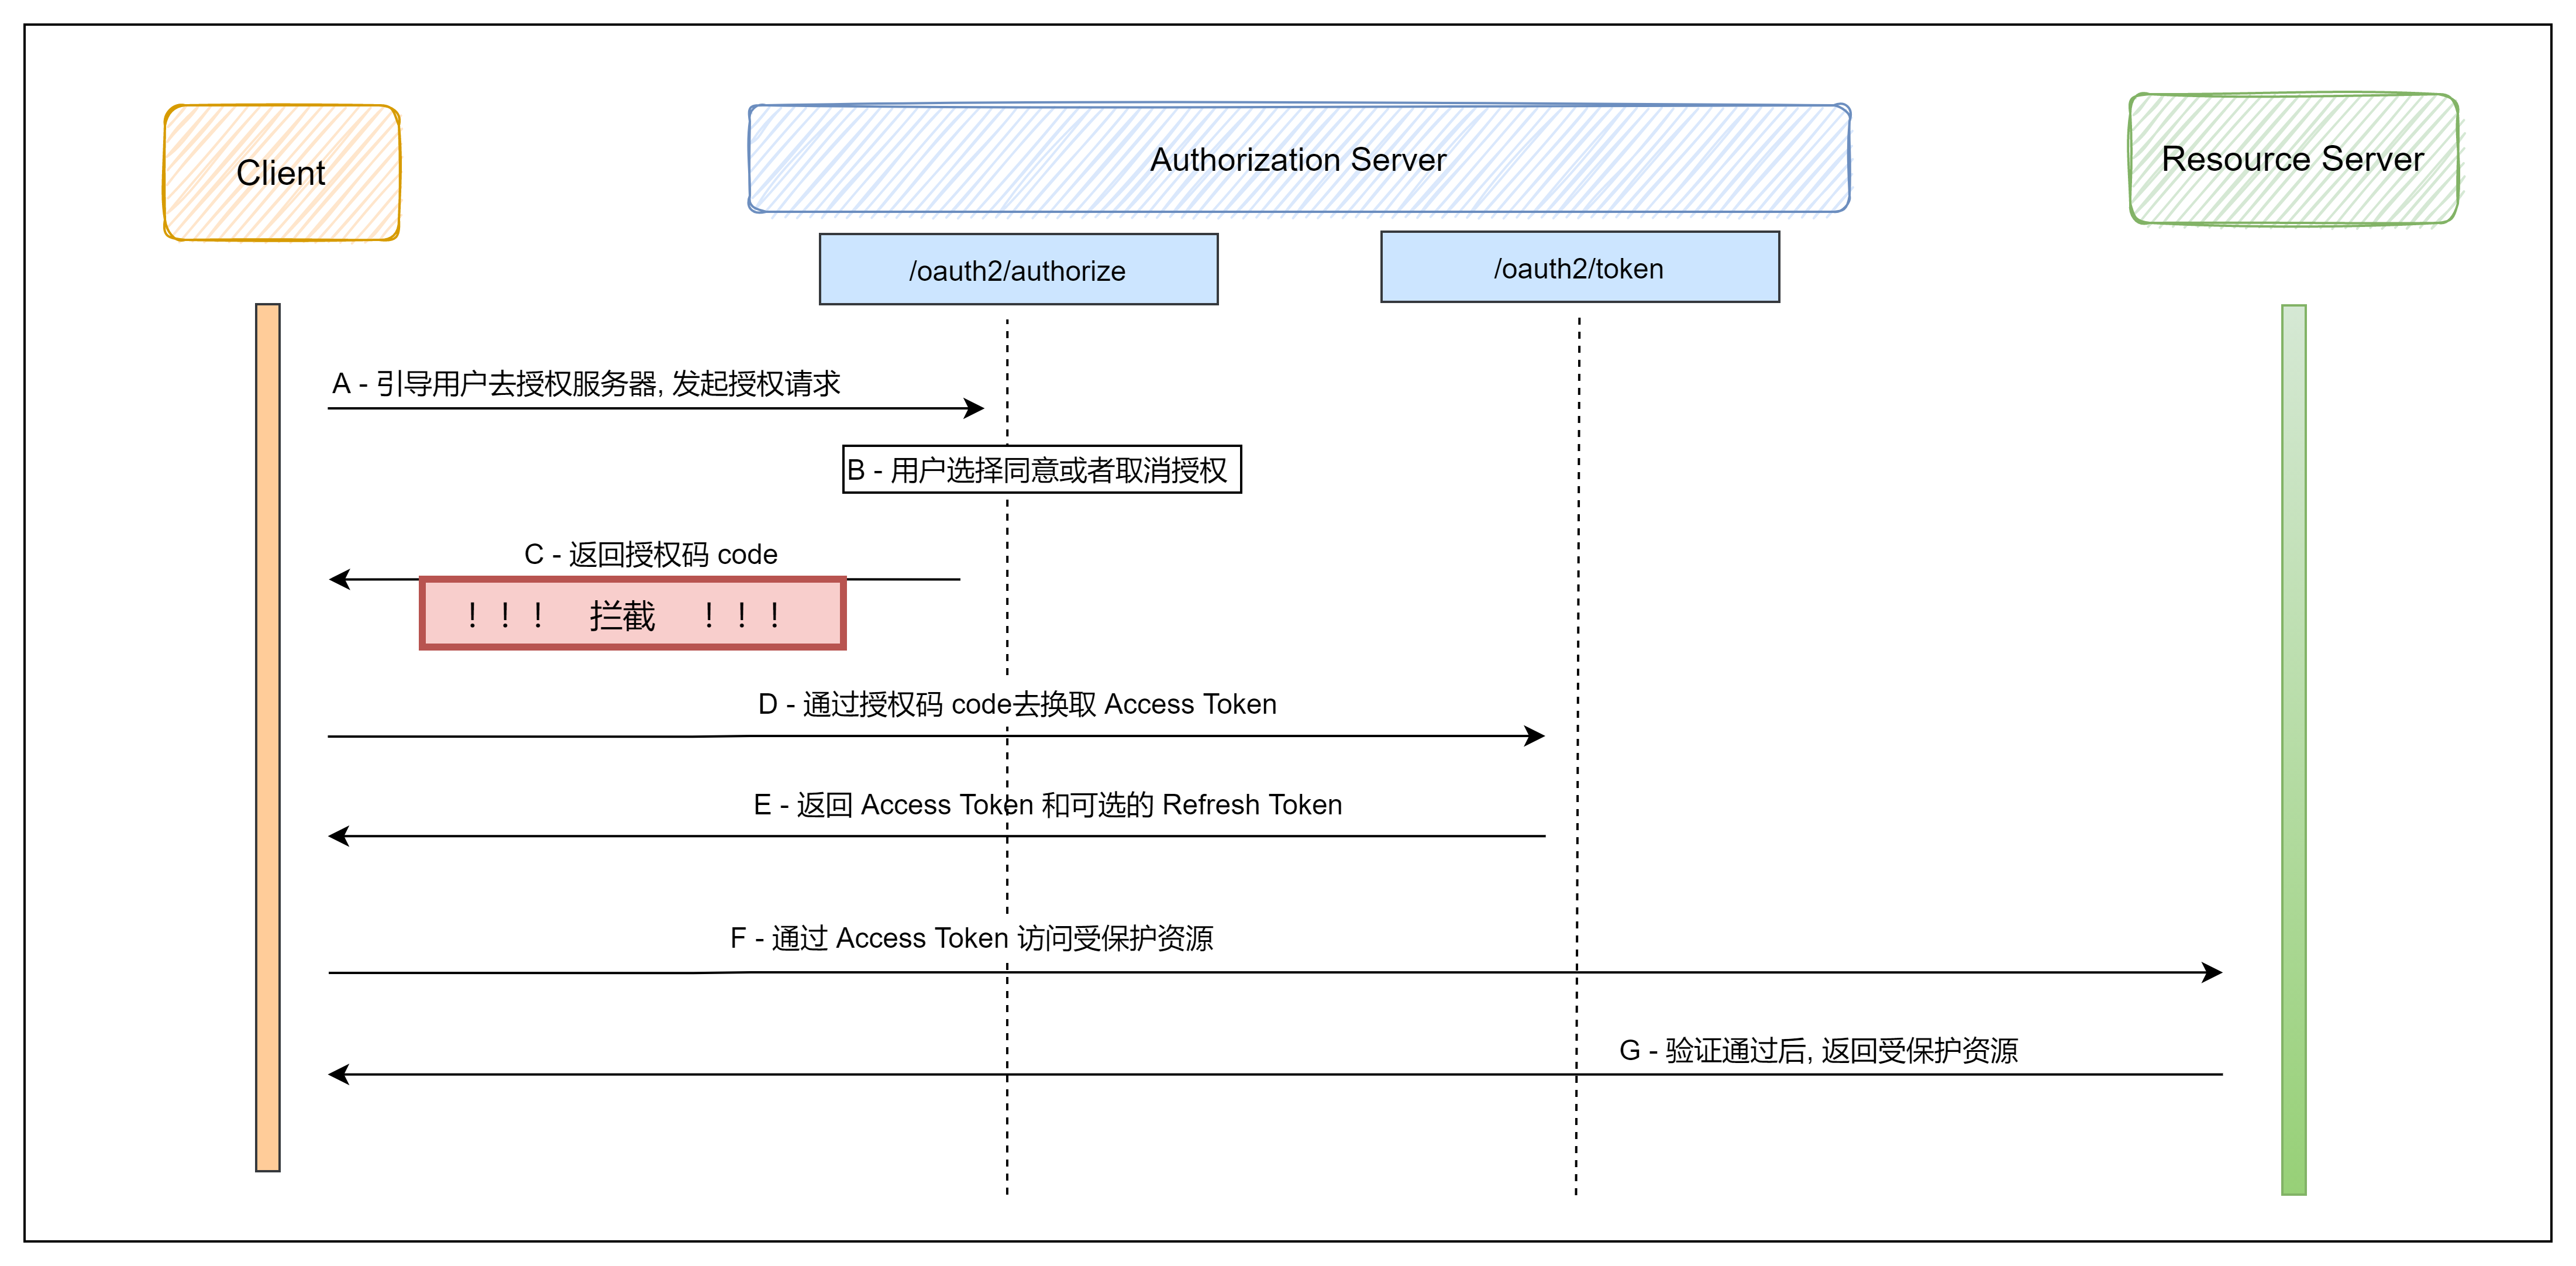 Client
Authorization Server
Resource Server
/oauth2/authorize
/oauth2/token
A - 引导用户去授权服务器, 发起授权请求
B - 用户选择同意或者取消授权
C - 返回授权码 code
！！！ 拦截 ！！！
D - 通过授权码 code去换取 Access Token
E - 返回 Access Token 和可选的 Refresh Token
F - 通过 Access Token 访问受保护资源
G - 验证通过后, 返回受保护资源